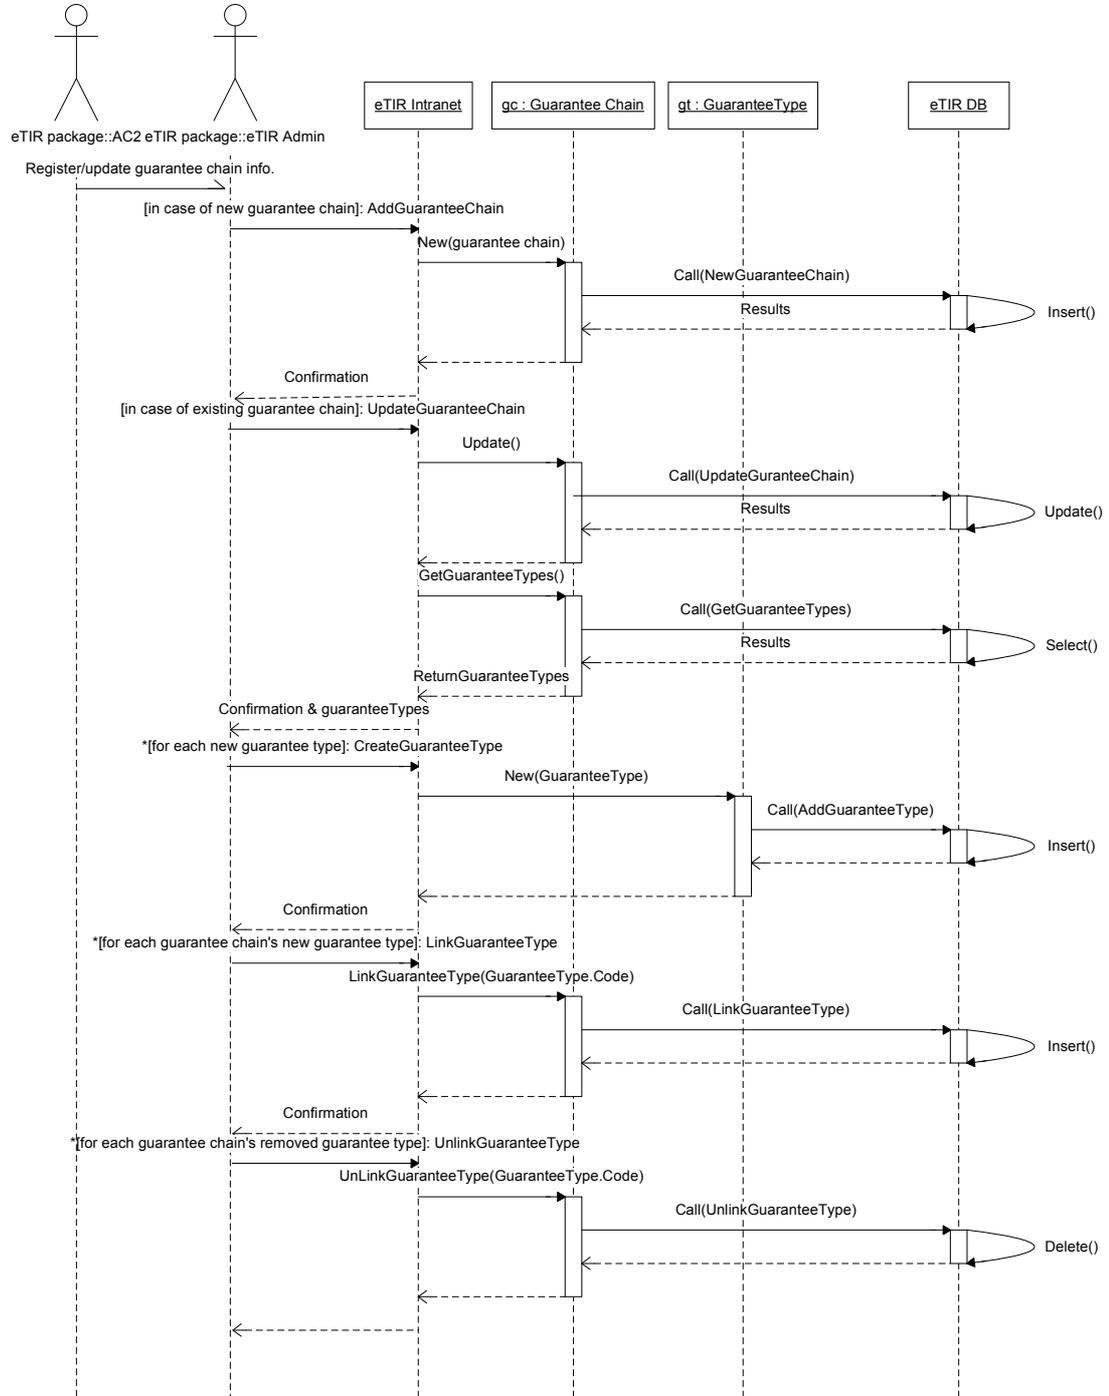 eTIR Intranet
gc : Guarantee Chain
gt : GuaranteeType
eTIR DB
eTIR package::AC2
eTIR package::eTIR Admin
Register/update guarantee chain info.
[in case of new guarantee chain]: AddGuaranteeChain
New(guarantee chain)
Call(NewGuaranteeChain)
Results
Insert()
Confirmation
[in case of existing guarantee chain]: UpdateGuaranteeChain
Update()
Call(UpdateGuranteeChain)
Results
Update()
GetGuaranteeTypes()
Call(GetGuaranteeTypes)
Results
Select()
ReturnGuaranteeTypes
Confirmation & guaranteeTypes
*[for each new guarantee type]: CreateGuaranteeType
New(GuaranteeType)
Call(AddGuaranteeType)
Insert()
Confirmation
*[for each guarantee chain's new guarantee type]: LinkGuaranteeType
LinkGuaranteeType(GuaranteeType.Code)
Call(LinkGuaranteeType)
Insert()
Confirmation
*[for each guarantee chain's removed guarantee type]: UnlinkGuaranteeType
UnLinkGuaranteeType(GuaranteeType.Code)
Call(UnlinkGuaranteeType)
Delete()